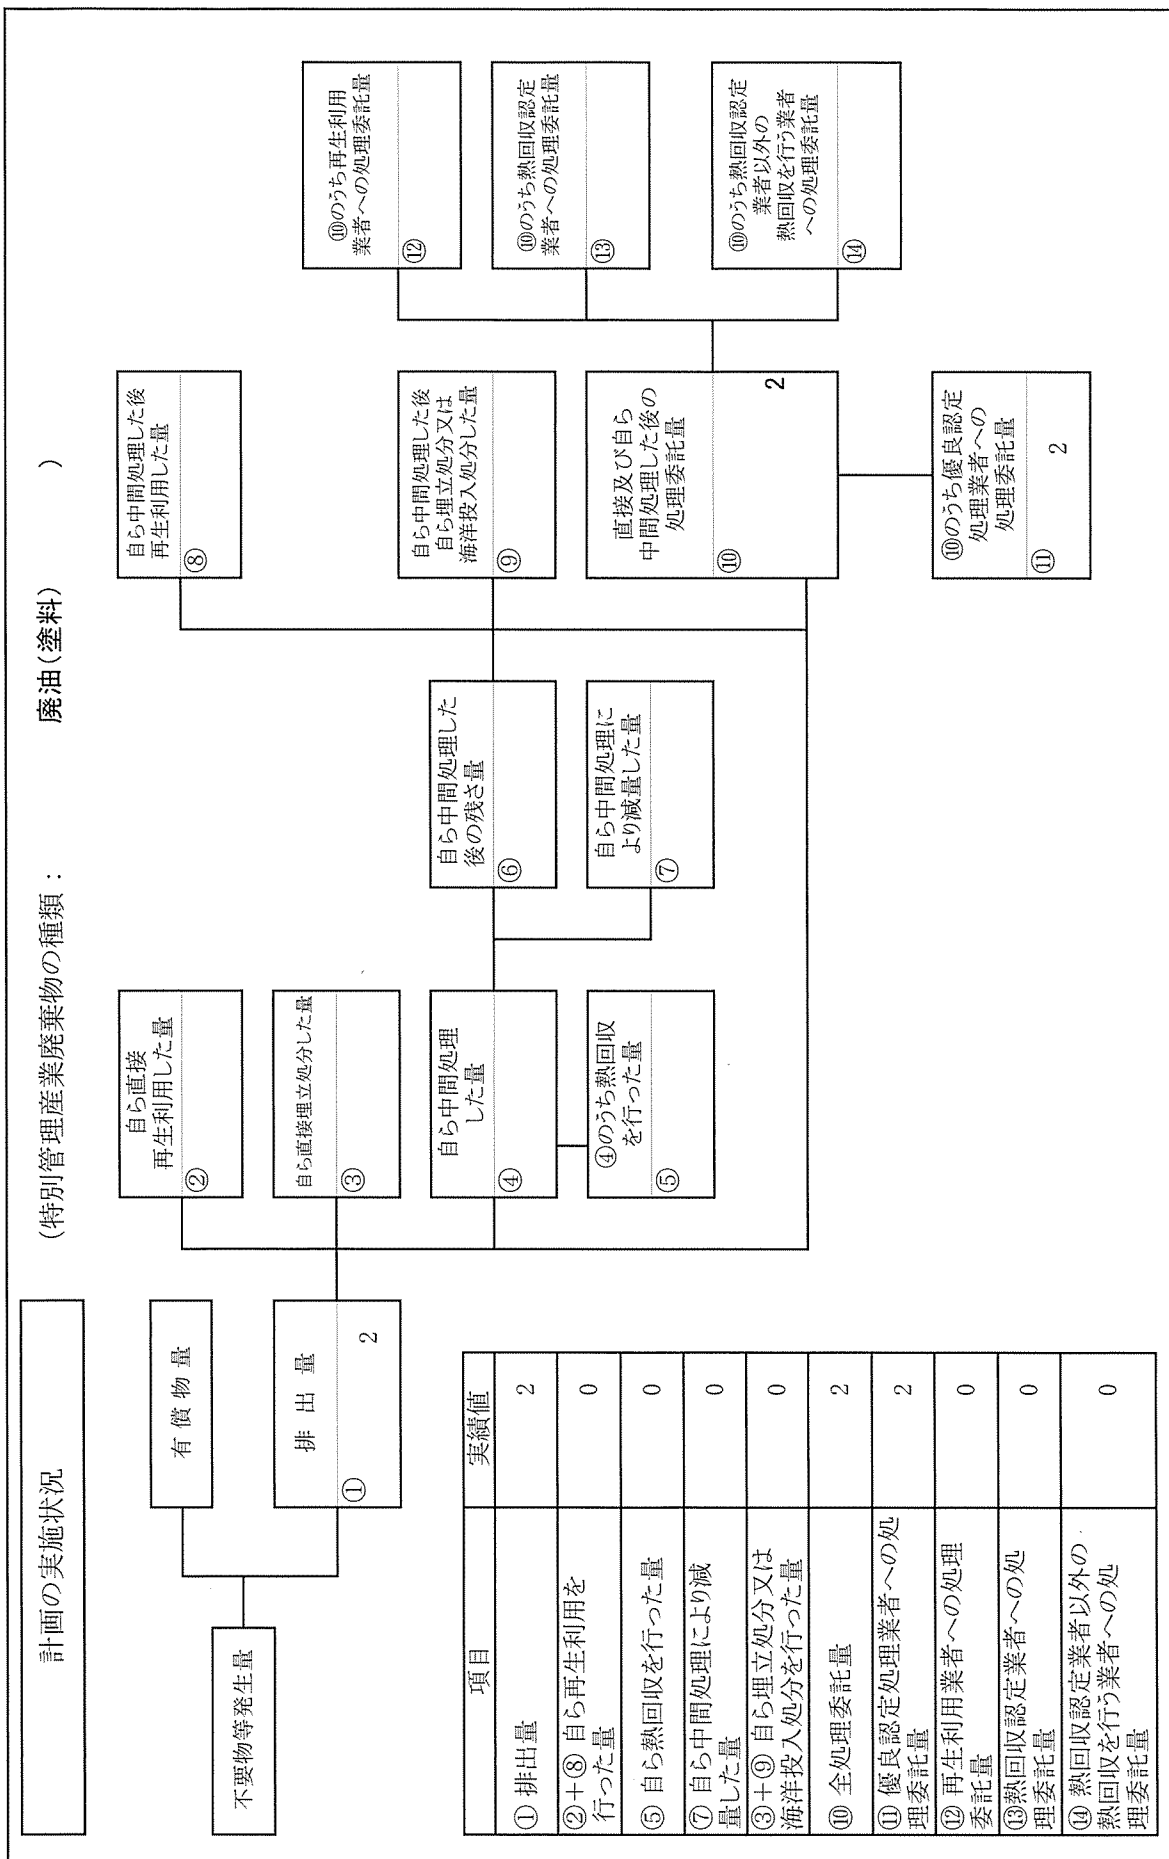 計画の実施状況
(特別管理産業廃棄物の種類： 廃油(塗料) )
不要物等発生量
有 償 物 量
排 出 量
① 2
自ら直接
再生利用した量
②
自ら直接埋立処分した量
③
自ら中間処理
した量
④
④のうち熱回収
を行った量
⑤
自ら中間処理した
後の残さ量
⑥
自ら中間処理に
より減量した量
⑦
自ら中間処理した後
再生利用した量
⑧
自ら中間処理した後
自ら埋立処分又は
海洋投入処分した量
⑨
直接及び自ら
中間処理した後の
処理委託量
⑩ 2
⑩のうち優良認定
処理業者への
処理委託量
⑪ 2
⑩のうち再生利用
業者への処理委託量
⑫
⑩のうち熱回収認定
業者への処理委託量
⑬
⑩のうち熱回収認定
業者以外の
熱回収を行う業者
への処理委託量
⑭
項目 実績値
① 排出量 2
②+⑧ 自ら再生利用を
行った量 0
⑤ 自ら熱回収を行った量 0
⑦ 自ら中間処理により減
量した量 0
③+⑨ 自ら埋立処分又は
海洋投入処分を行った量 0
⑩ 全処理委託量 2
⑪ 優良認定処理業者への処
理委託量 2
⑫ 再生利用業者への処理
委託量 0
⑬熱回収認定業者への処
理委託量 0
⑭ 熱回収認定業者以外の
熱回収を行う業者への処
理委託量 0